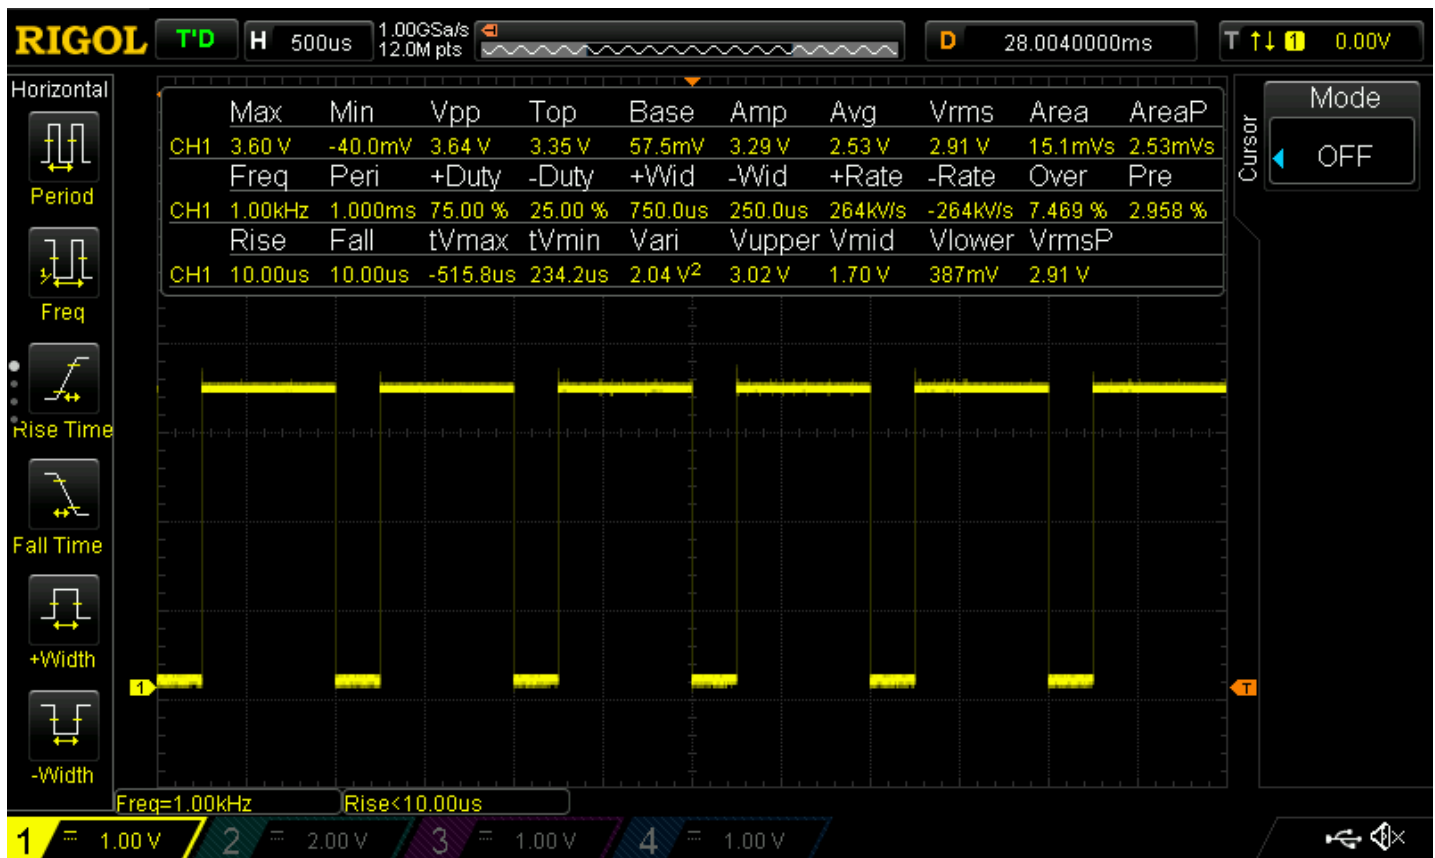 RIGOL T'D H 500us 1.00GSa/s 12.0M pts D 28.0040000ms T 1 0.00V
Horizontal
Period
Freq
Rise Time
Fall Time
+Width
-Width
Max Min Vpp Top Base Amp Avg Vrms Area AreaP
CH1 3.60 V -40.0mV 3.64 V 3.35 V 57.5mV 3.29 V 2.53 V 2.91 V 15.1mVs 2.53mVs
Freq Peri +Duty -Duty +Wid -Wid +Rate -Rate Over Pre
CH1 1.00kHz 1.000ms 75.00 % 25.00 % 750.0us 250.0us 264kV/s -264kV/s 7.469 % 2.958 %
Rise Fall tVmax tVmin Vari Vupper Vmid Vlower VrmsP
CH1 10.00us 10.00us -515.8us 234.2us 2.04 V² 3.02 V 1.70 V 387mV 2.91 V
Cursor
Mode
OFF
1
T
Freq=1.00kHz Rise<10.00us
1 1.00 V 2 2.00 V 3 1.00 V 4 1.00 V